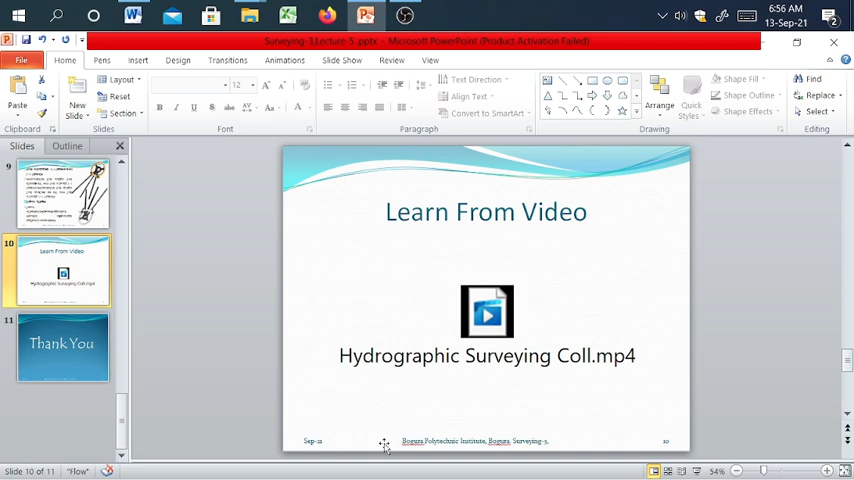 6:56 AM
13-Sep-21
2
Surveying-3Lecture-5 .pptx - Microsoft PowerPoint (Product Activation Failed)
File Home Pens Insert Design Transitions Animations Slide Show Review View
Paste
Clipboard
New
Slide
Layout
Reset
Section
Slides
Font
Paragraph
Text Direction
Align Text
Convert to SmartArt
Arrange
Quick
Styles
Shape Fill
Shape Outline
Shape Effects
Drawing
Find
Replace
Select
Editing
Slides Outline
9
10
Learn From Video
Hydrographic Surveying Coll.mp4
11
Thank You
Learn From Video
Hydrographic Surveying Coll.mp4
Sep-21 Bogura Polytechnic Institute, Bogura. Surveying-3, 10
Slide 10 of 11 "Flow" 54%